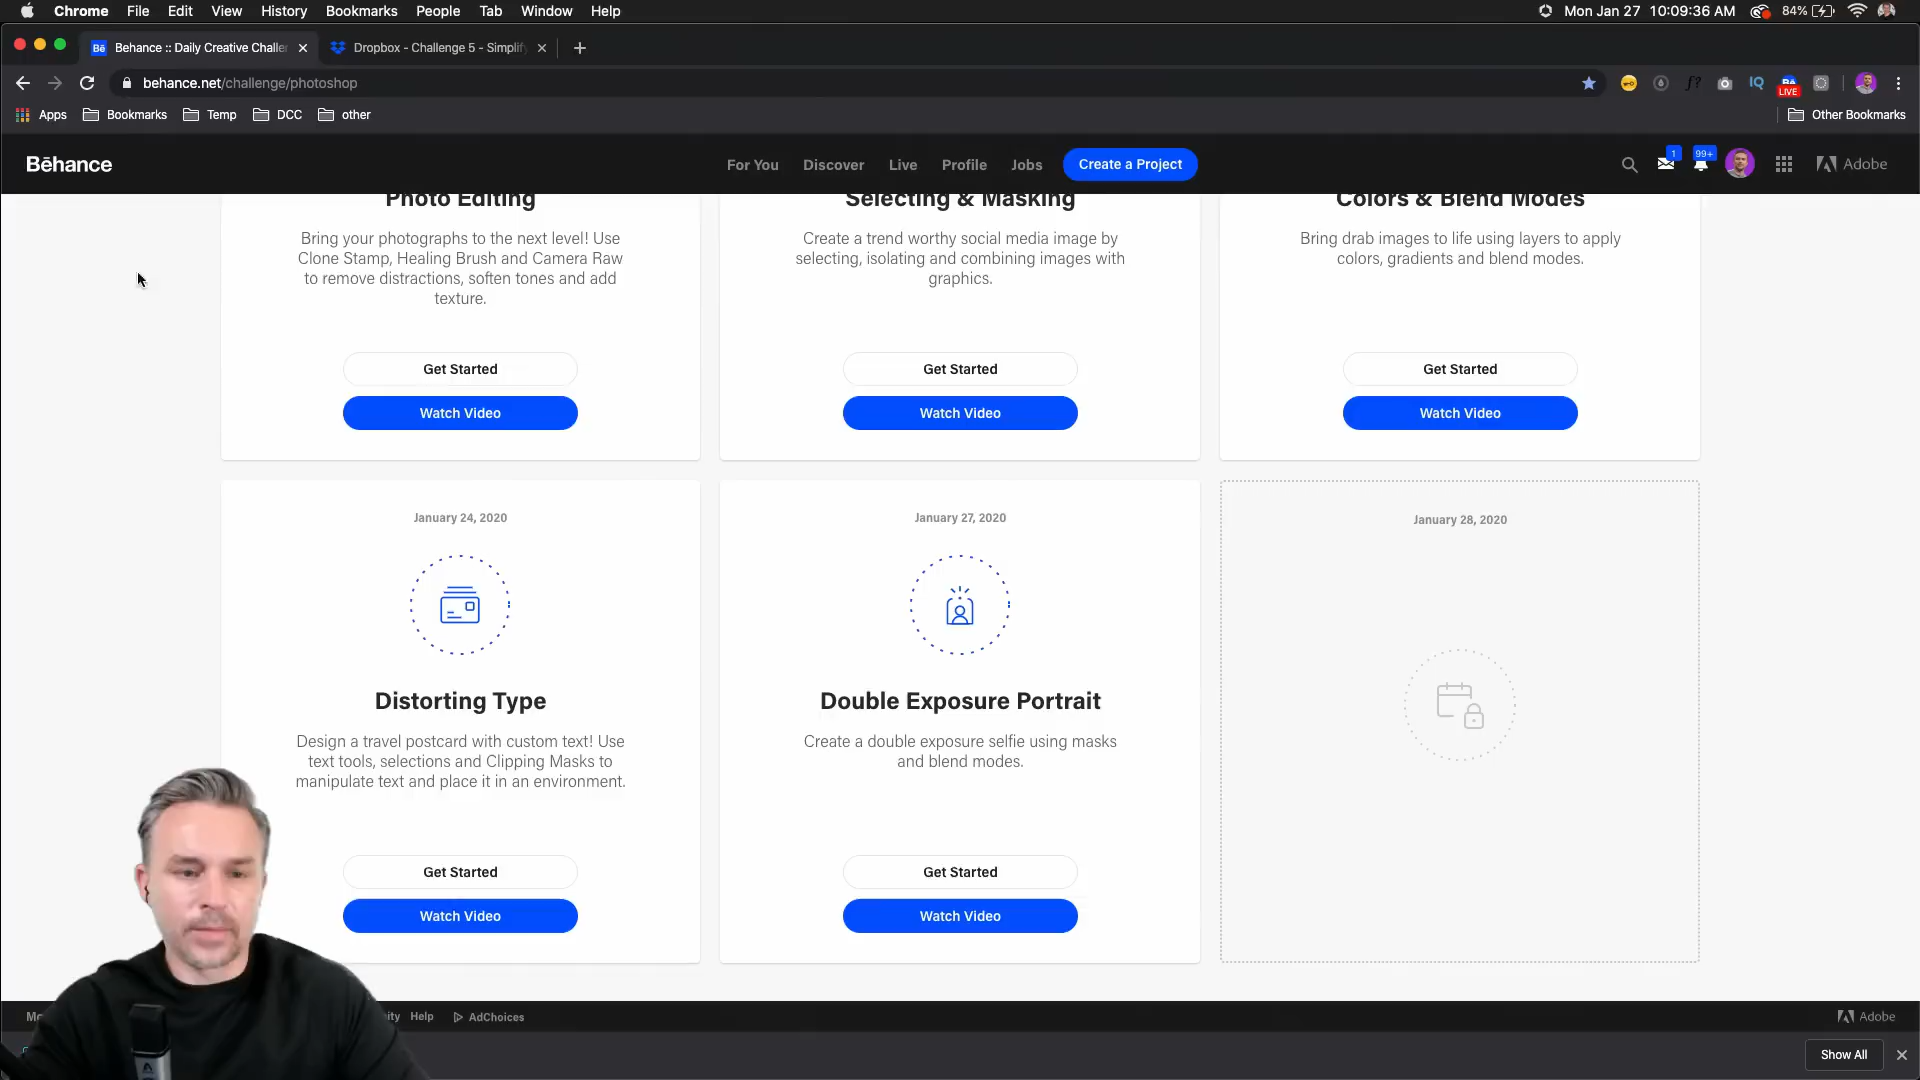 Chrome File Edit View History Bookmarks People Tab Window Help
Mon Jan 27 10:09:36 AM 84%
Bē Behance :: Daily Creative Challe
Dropbox - Challenge 5 - Simplif
behance.net/challenge/photoshop
f? IQ LIVE
Apps Bookmarks Temp DCC other Other Bookmarks
Bēhance For You Discover Live Profile Jobs Create a Project 1 99+ Adobe
Photo Editing
Bring your photographs to the next level! Use
Clone Stamp, Healing Brush and Camera Raw
to remove distractions, soften tones and add
texture.
Get Started
Watch Video
Selecting & Masking
Create a trend worthy social media image by
selecting, isolating and combining images with
graphics.
Get Started
Watch Video
Colors & Blend Modes
Bring drab images to life using layers to apply
colors, gradients and blend modes.
Get Started
Watch Video
January 24, 2020
Distorting Type
Design a travel postcard with custom text! Use
text tools, selections and Clipping Masks to
manipulate text and place it in an environment.
Get Started
Watch Video
January 27, 2020
Double Exposure Portrait
Create a double exposure selfie using masks
and blend modes.
Get Started
Watch Video
January 28, 2020
Help AdChoices Adobe
Show All